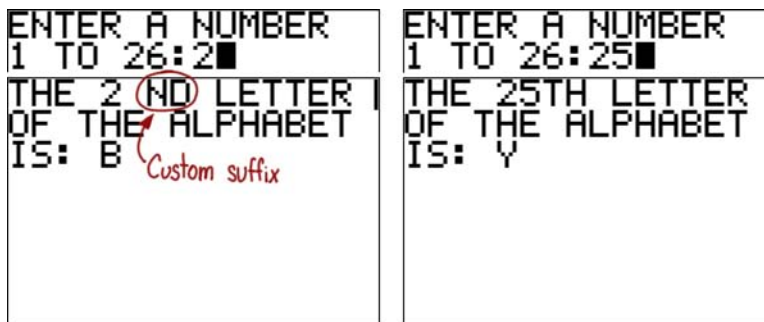 ENTER A NUMBER
1 TO 26:2
THE 2 ND LETTER
OF THE ALPHABET
IS: B
Custom suffix
ENTER A NUMBER
1 TO 26:25
THE 25TH LETTER
OF THE ALPHABET
IS: Y